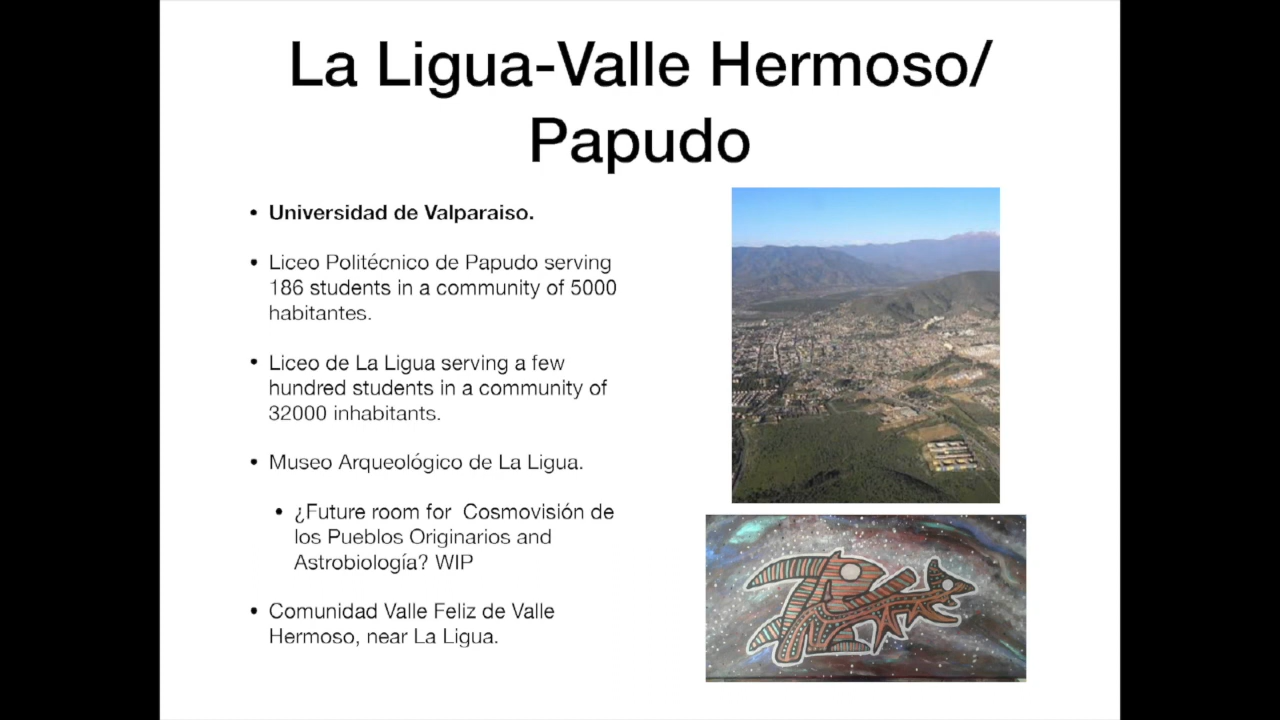 La Ligua-Valle Hermoso/
Papudo
• Universidad de Valparaiso.
• Liceo Politécnico de Papudo serving
186 students in a community of 5000
habitantes.
• Liceo de La Ligua serving a few
hundred students in a community of
32000 inhabitants.
• Museo Arqueológico de La Ligua.
• ¿Future room for Cosmovisión de
los Pueblos Originarios and
Astrobiología? WIP
• Comunidad Valle Feliz de Valle
Hermoso, near La Ligua.